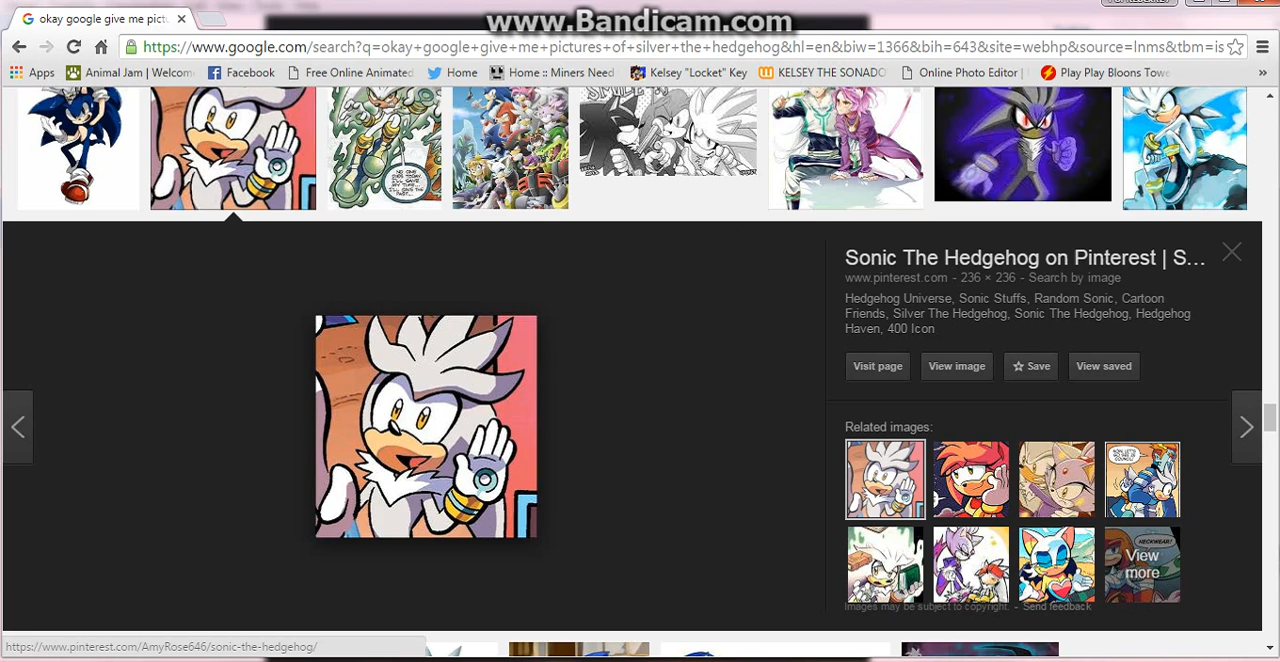 www.Bandicam.com
okay google give me pictu
https://www.google.com/search?q=okay+google+give+me+pictures+of+silver+the+hedgehog&hl=en&biw=1366&bih=643&site=webhp&source=lnms&tbm=is
Apps
Animal Jam | Welcom
Facebook
Free Online Animated
Home
Home :: Miners Need
Kelsey "Locket" Key
KELSEY THE SONADO
Online Photo Editor |
Play Play Bloons Towe
»
NO ONE
Sonic The Hedgehog on Pinterest | S...
www.pinterest.com - 236 × 236 - Search by image
Hedgehog Universe, Sonic Stuffs, Random Sonic, Cartoon
Friends, Silver The Hedgehog, Sonic The Hedgehog, Hedgehog
Haven, 400 Icon
Visit page
View image
Save
View saved
Related images:
HECKWEAR!
View
more
Images may be subject to copyright. - Send feedback
https://www.pinterest.com/AmyRose646/sonic-the-hedgehog/